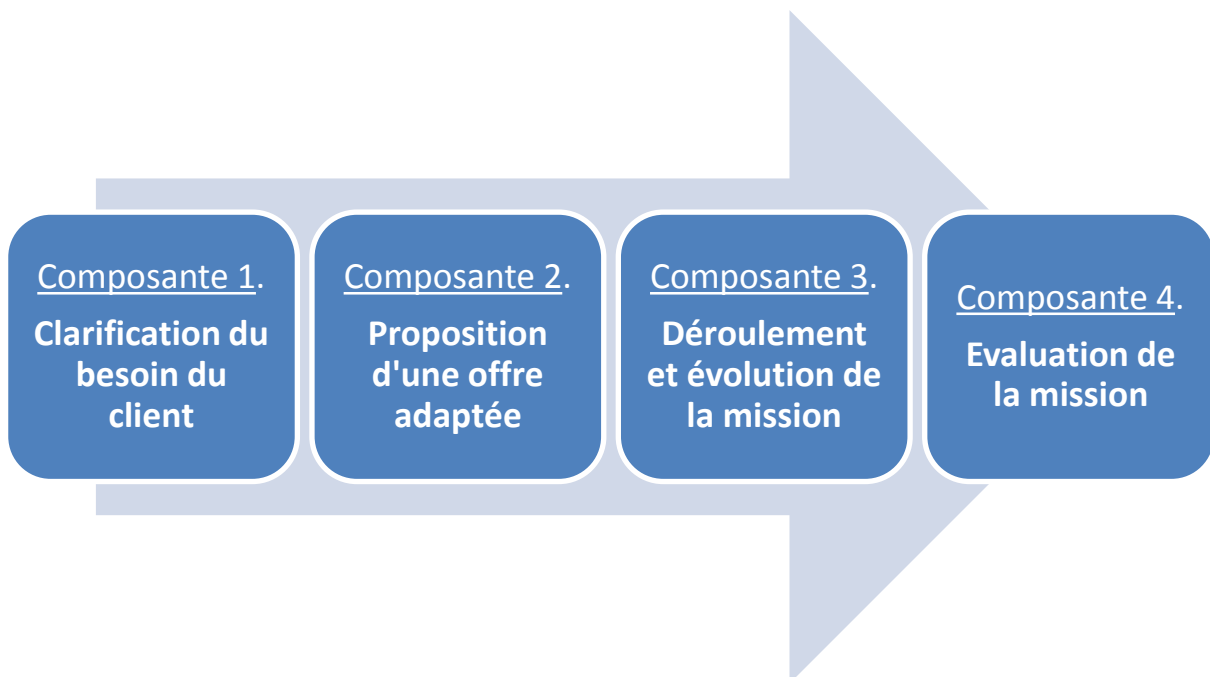 Composante 1.
Clarification du
besoin du
client
Composante 2.
Proposition
d'une offre
adaptée
Composante 3.
Déroulement
et évolution de
la mission
Composante 4.
Evaluation de
la mission